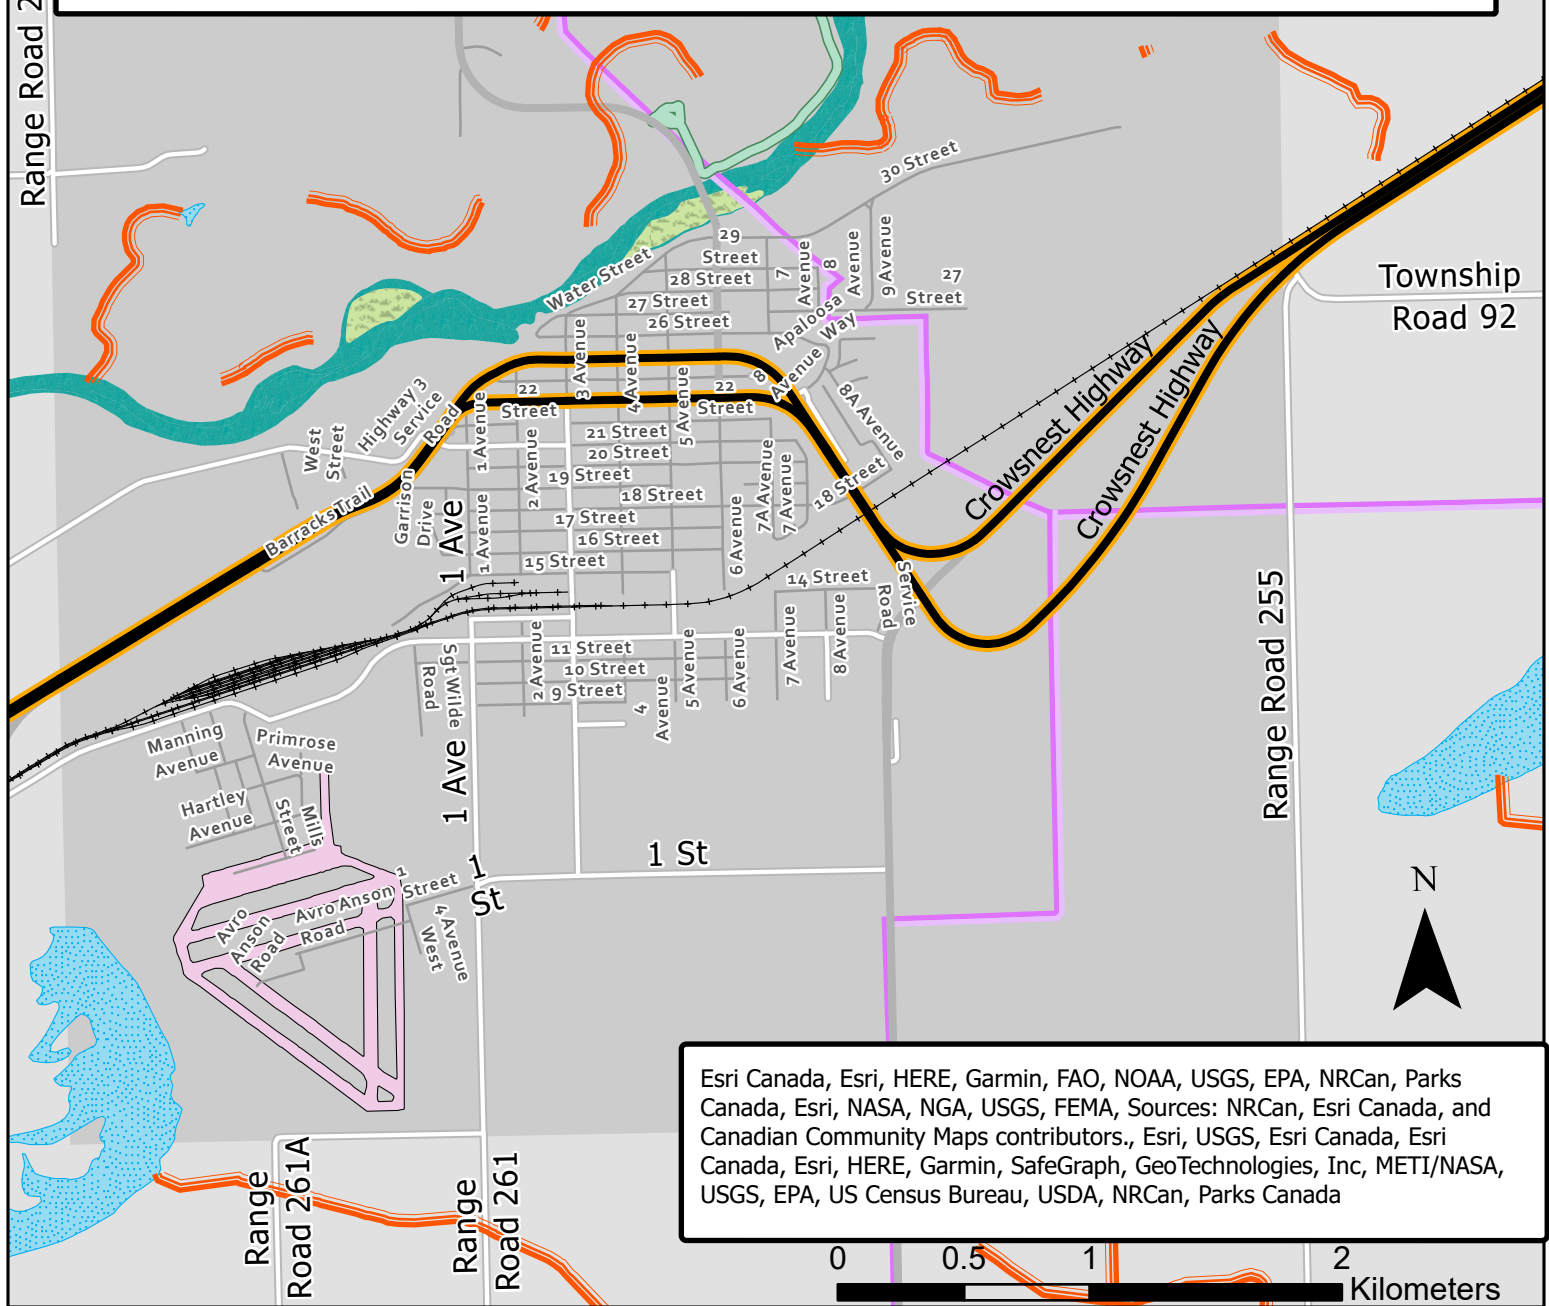 Range Road 2
30 Street
29
Street
28 Street
7
Avenue
8
Avenue
9 Avenue
27
Street
Water Street
27 Street
26 Street
Apaloosa
Way
Township
Road 92
3 Avenue
4 Avenue
8
Avenue
Crowsnest Highway
Crowsnest Highway
Highway 3
Service
Road
22
Street
22
Street
5 Avenue
8A Avenue
West
Street
1 Avenue
2 Avenue
21 Street
20 Street
19 Street
18 Street
17 Street
16 Street
15 Street
7A Avenue
7 Avenue
18 Street
Barracks Trail
Garrison
Drive
1 Ave
1 Avenue
6 Avenue
14 Street
Service
Road
Range Road 255
11 Street
10 Street
9 Street
2 Avenue
4
Avenue
5 Avenue
6 Avenue
7 Avenue
8 Avenue
Sgt Wilde
Road
Manning
Avenue
Primrose
Avenue
1 Ave
Hartley
Avenue
Mills
Street
1 St
1
St
1
Street
Avro Anson
Road
Avro
Anson
Road
4 Avenue
West
N
Esri Canada, Esri, HERE, Garmin, FAO, NOAA, USGS, EPA, NRCan, Parks
Canada, Esri, NASA, NGA, USGS, FEMA, Sources: NRCan, Esri Canada, and
Canadian Community Maps contributors., Esri, USGS, Esri Canada, Esri
Canada, Esri, HERE, Garmin, SafeGraph, GeoTechnologies, Inc, METI/NASA,
USGS, EPA, US Census Bureau, USDA, NRCan, Parks Canada
Range
Road 261A
Range
Road 261
0 0.5 1 2
Kilometers